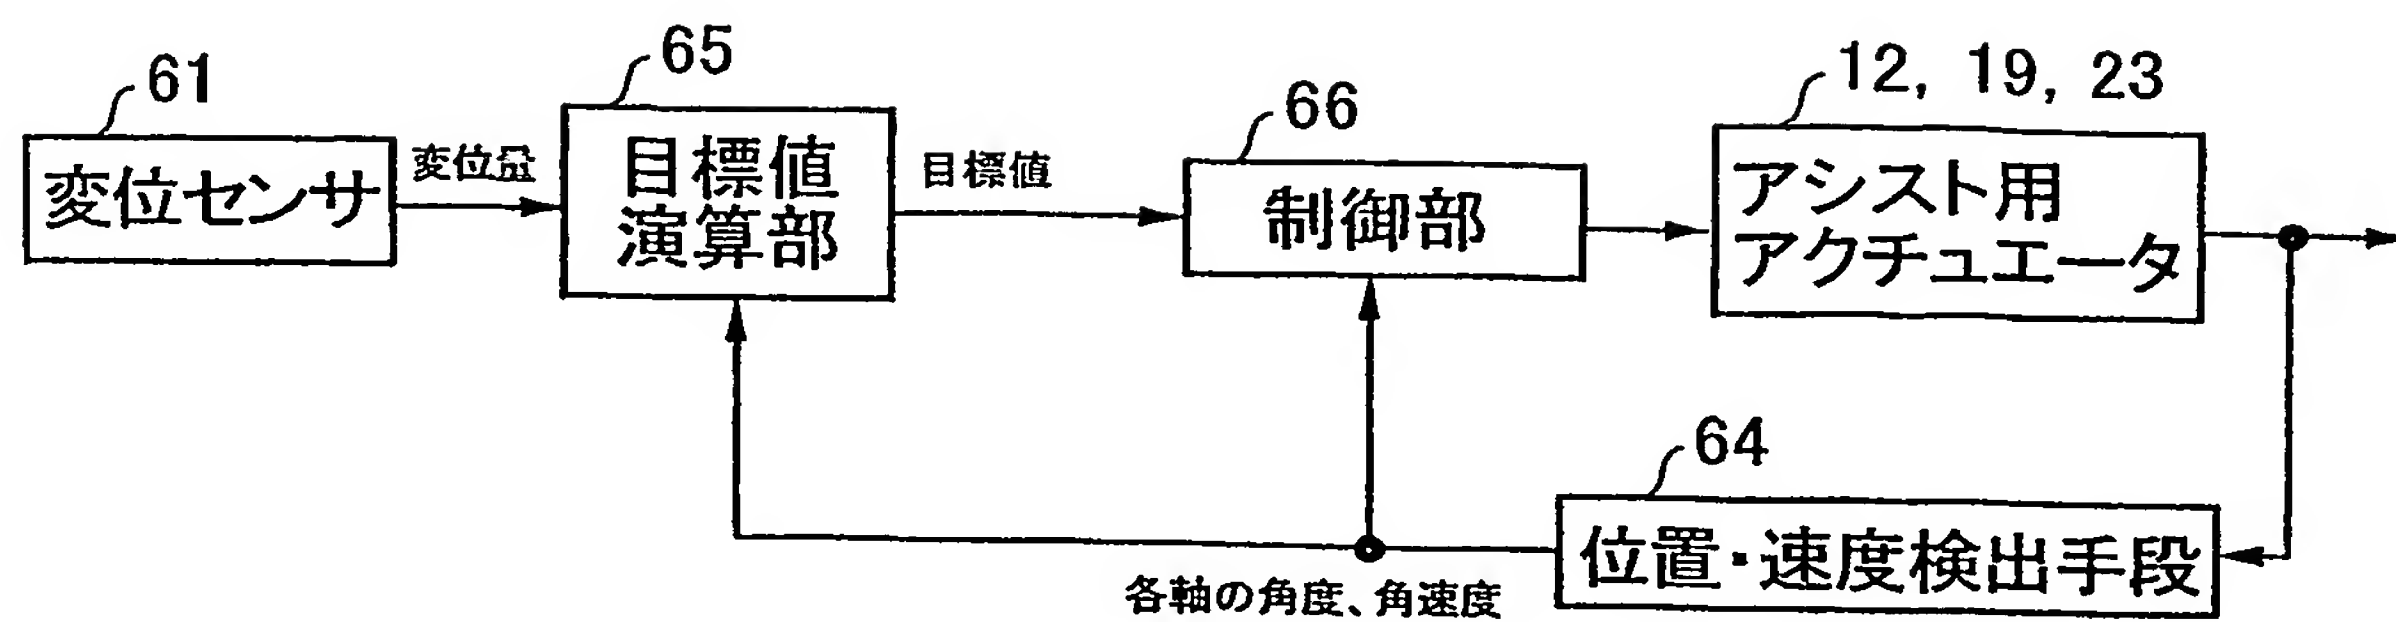 61
変位センサ
変位量
65
目標値
演算部
目標値
66
制御部
12, 19, 23
アシスト用
アクチュエータ
64
位置・速度検出手段
各軸の角度、角速度